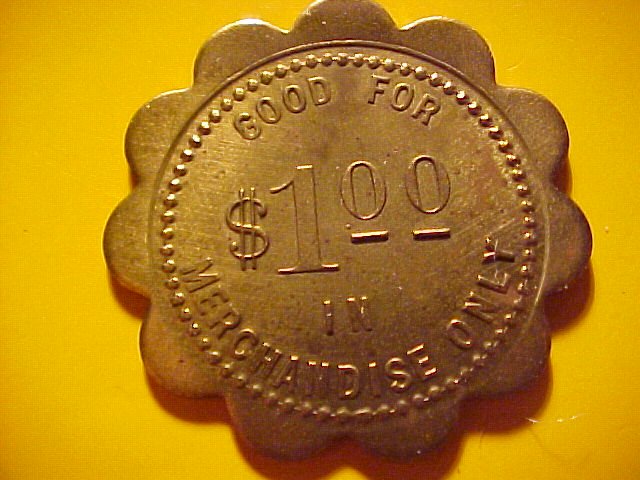 GOOD FOR
$100
IN
MERCHANDISE ONLY